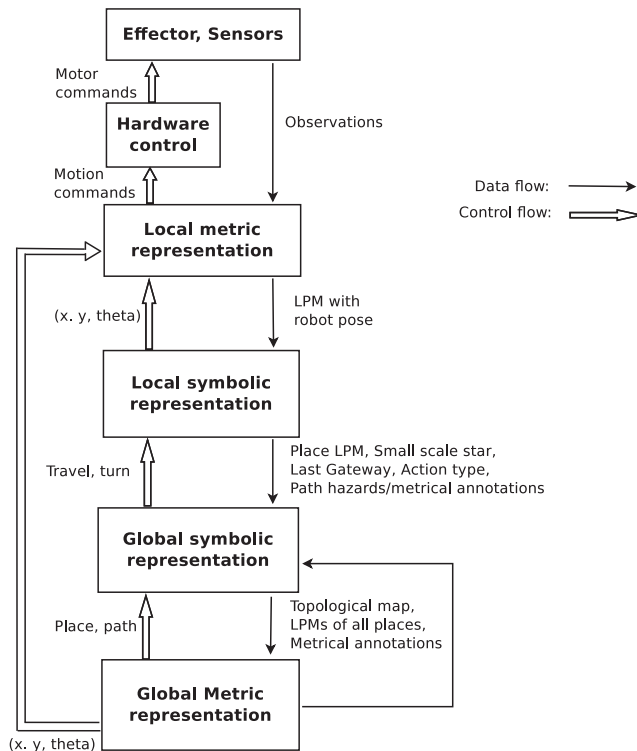 Effector, Sensors
Motor
commands
Hardware
control
Observations
Motion
commands
Data flow:
Control flow:
Local metric
representation
(x. y, theta)
LPM with
robot pose
Local symbolic
representation
Travel, turn
Place LPM, Small scale star,
Last Gateway, Action type,
Path hazards/metrical annotations
Global symbolic
representation
Place, path
Topological map,
LPMs of all places,
Metrical annotations
Global Metric
representation
(x. y, theta)